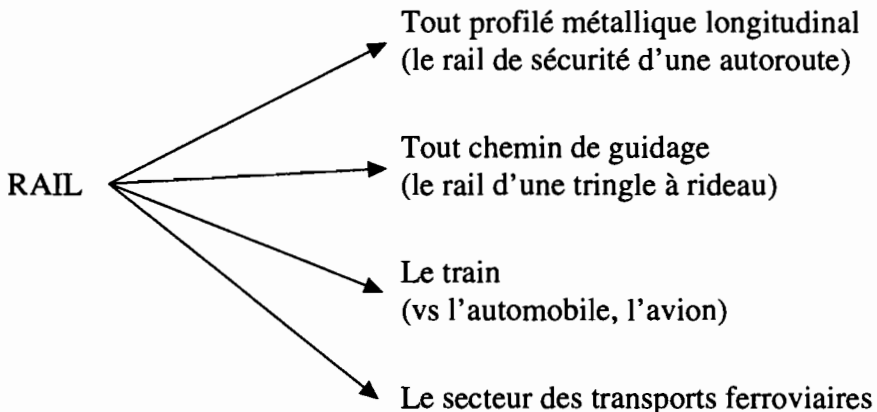 Tout profilé métallique longitudinal
(le rail de sécurité d'une autoroute)
Tout chemin de guidage
(le rail d'une tringle à rideau)
RAIL
Le train
(vs l'automobile, l'avion)
Le secteur des transports ferroviaires